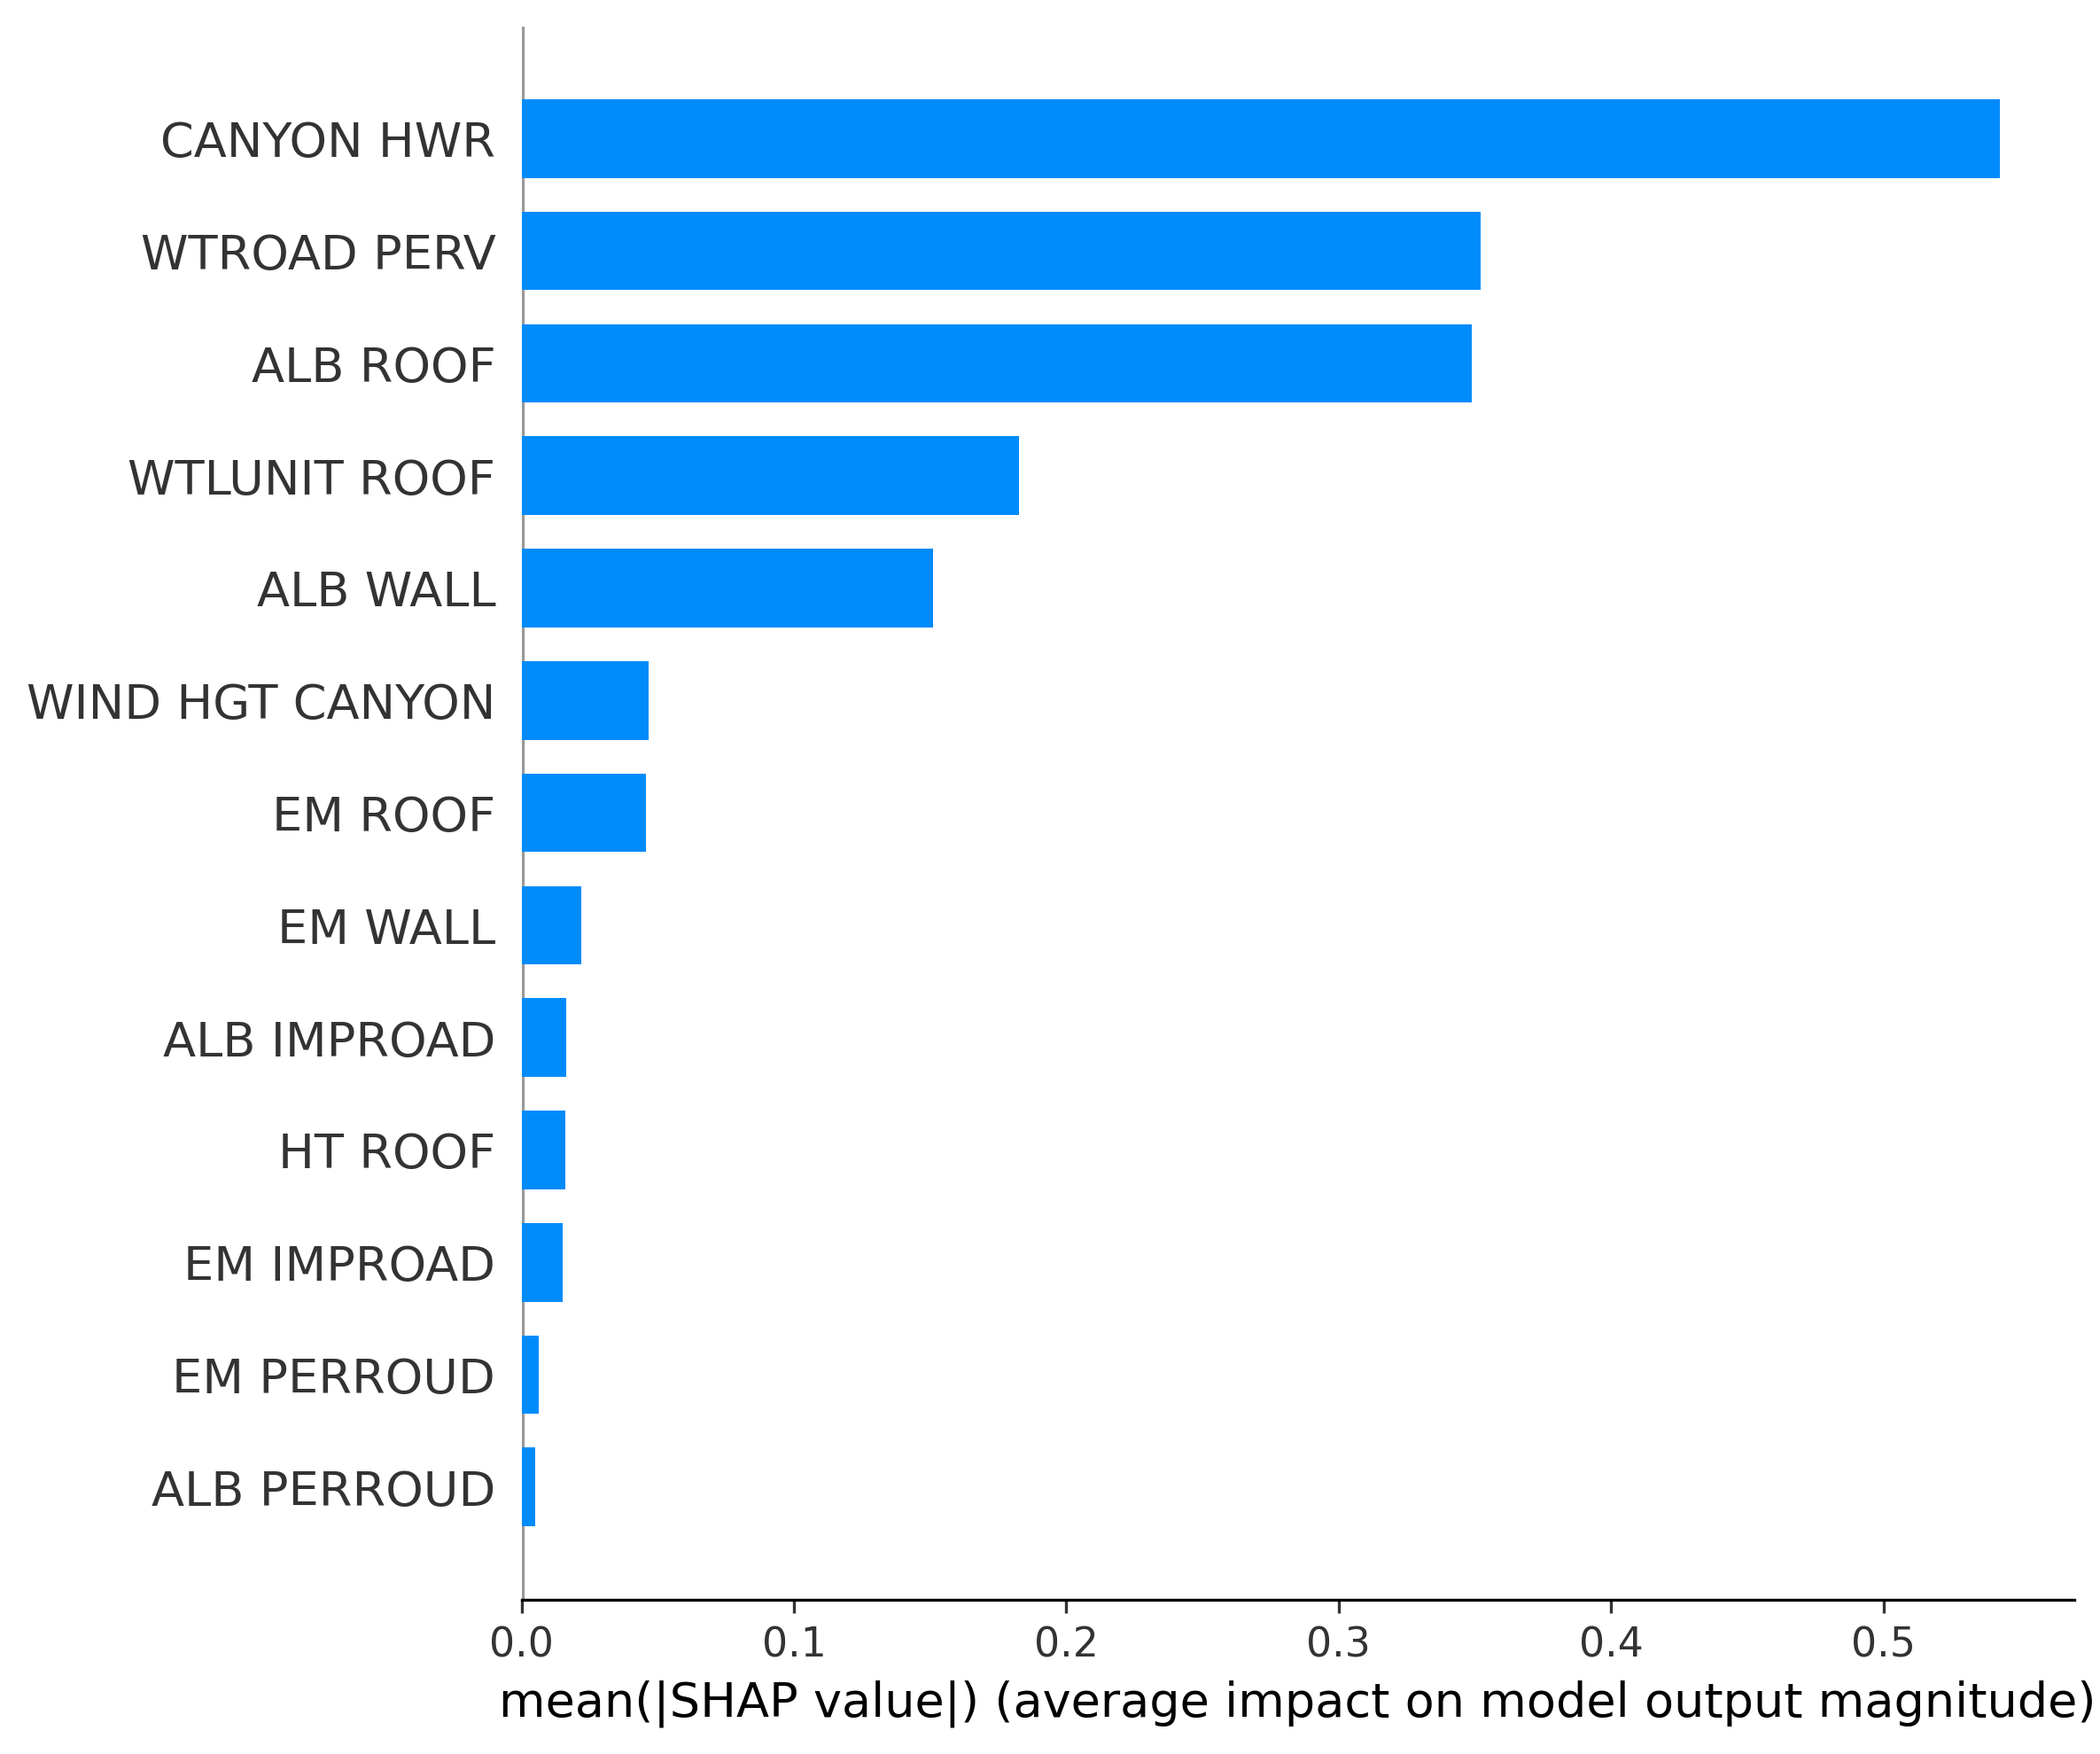 CANYON HWR
WTROAD PERV
ALB ROOF
WTLUNIT ROOF
ALB WALL
WIND HGT CANYON
EM ROOF
EM WALL
ALB IMPROAD
HT ROOF
EM IMPROAD
EM PERROUD
ALB PERROUD
0.0 0.1 0.2 0.3 0.4 0.5
mean(|SHAP value|) (average impact on model output magnitude)